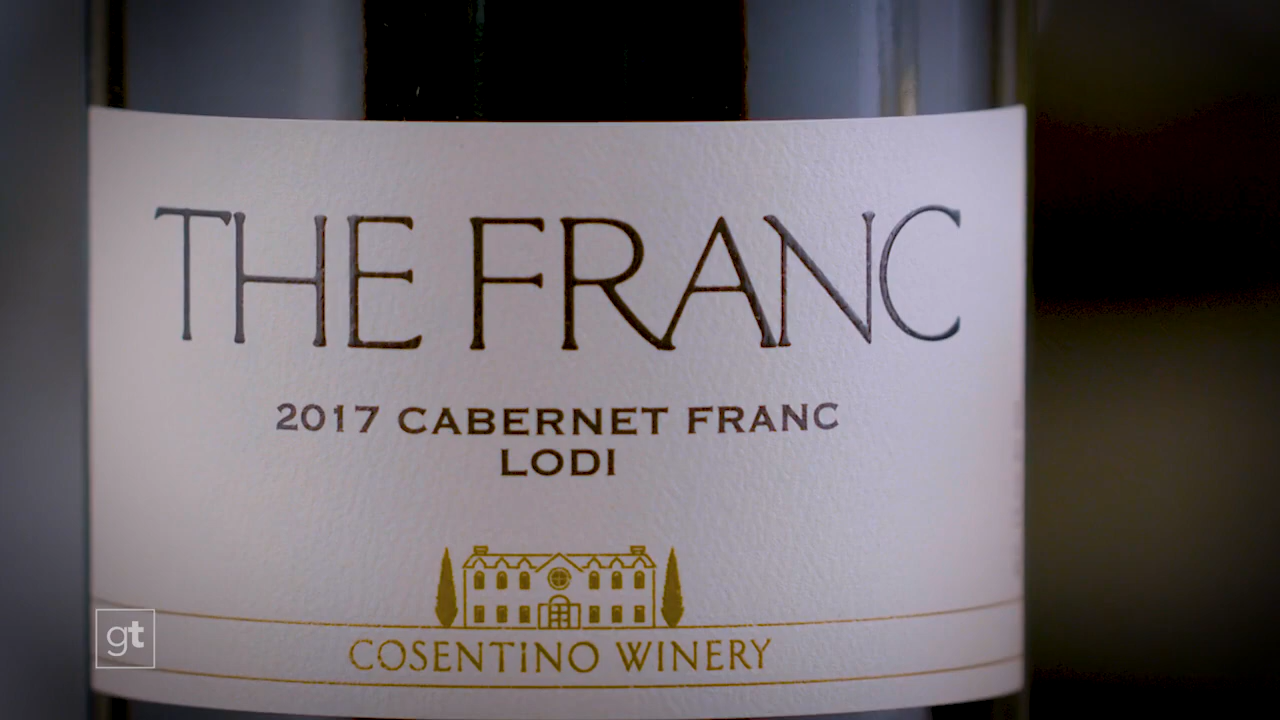 THE FRANC
2017 CABERNET FRANC
LODI
COSENTINO WINERY
gt